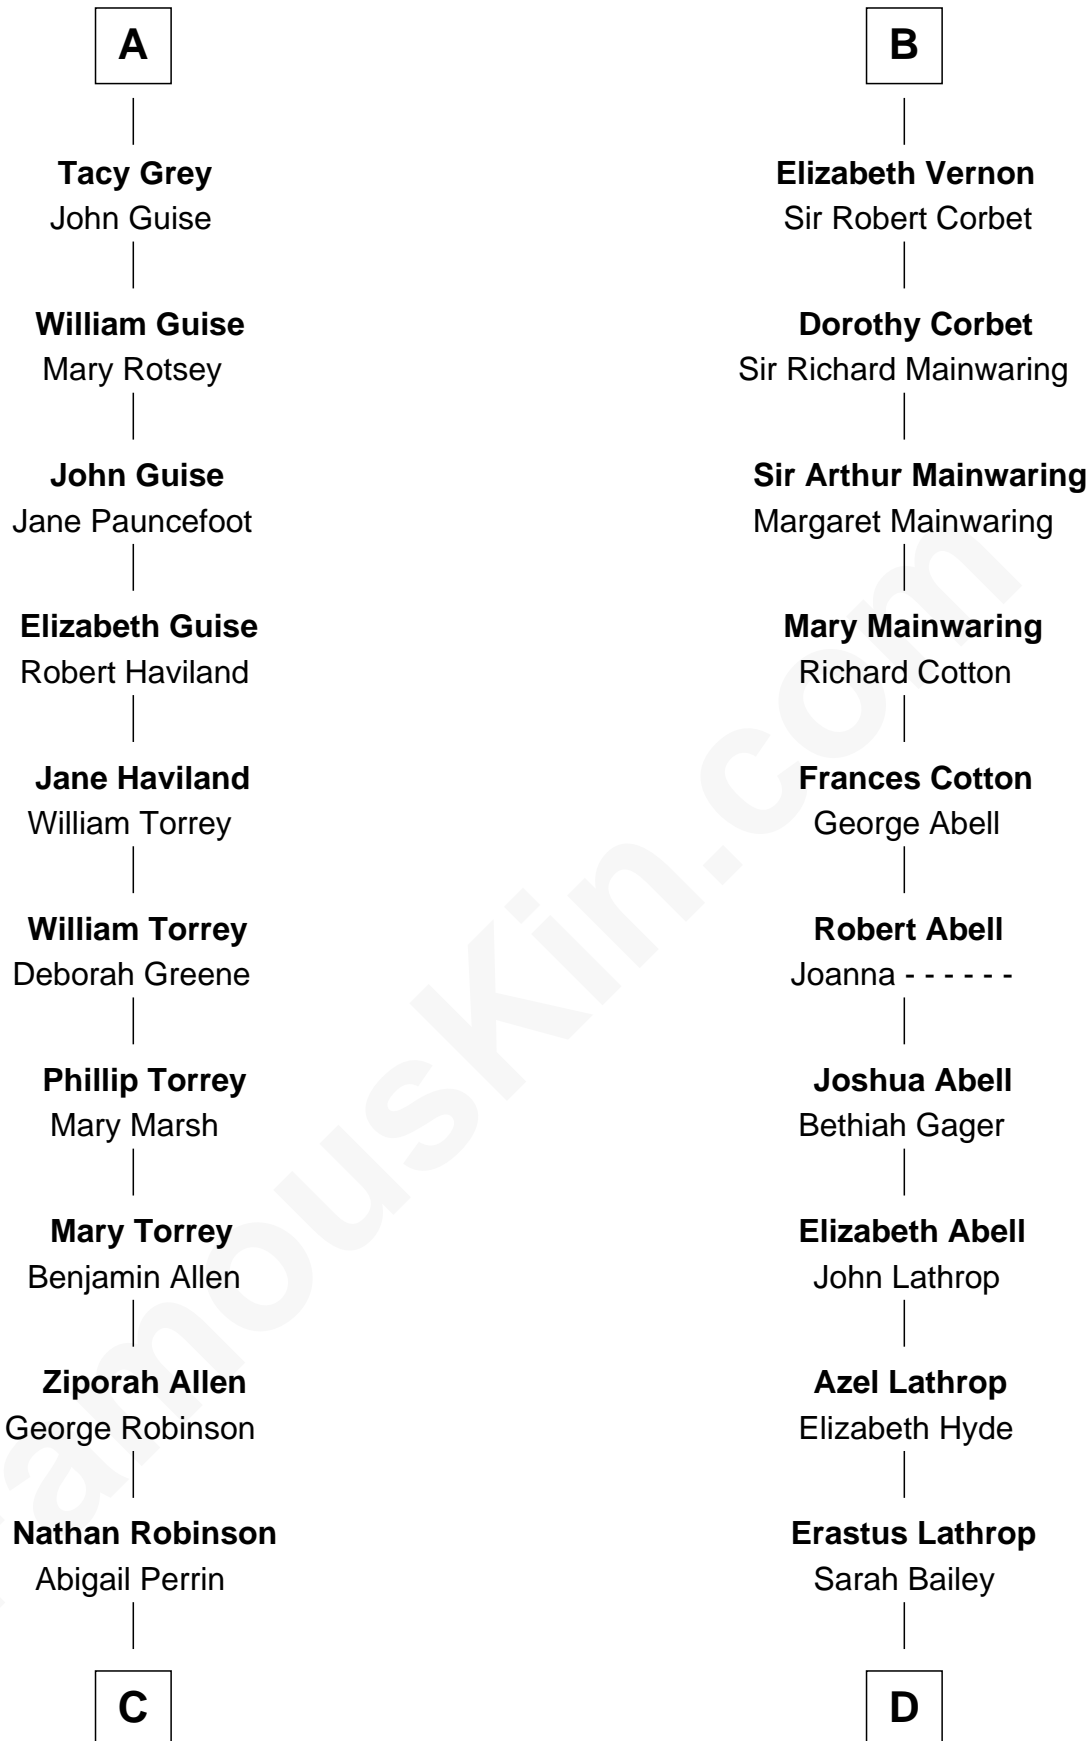 A
Tacy Grey
John Guise
William Guise
Mary Rotsey
John Guise
Jane Pauncefoot
Elizabeth Guise
Robert Haviland
Jane Haviland
William Torrey
William Torrey
Deborah Greene
Phillip Torrey
Mary Marsh
Mary Torrey
Benjamin Allen
Ziporah Allen
George Robinson
Nathan Robinson
Abigail Perrin
C
B
Elizabeth Vernon
Sir Robert Corbet
Dorothy Corbet
Sir Richard Mainwaring
Sir Arthur Mainwaring
Margaret Mainwaring
Mary Mainwaring
Richard Cotton
Frances Cotton
George Abell
Robert Abell
Joanna - - - - - -
Joshua Abell
Bethiah Gager
Elizabeth Abell
John Lathrop
Azel Lathrop
Elizabeth Hyde
Erastus Lathrop
Sarah Bailey
D
FamousKin.com